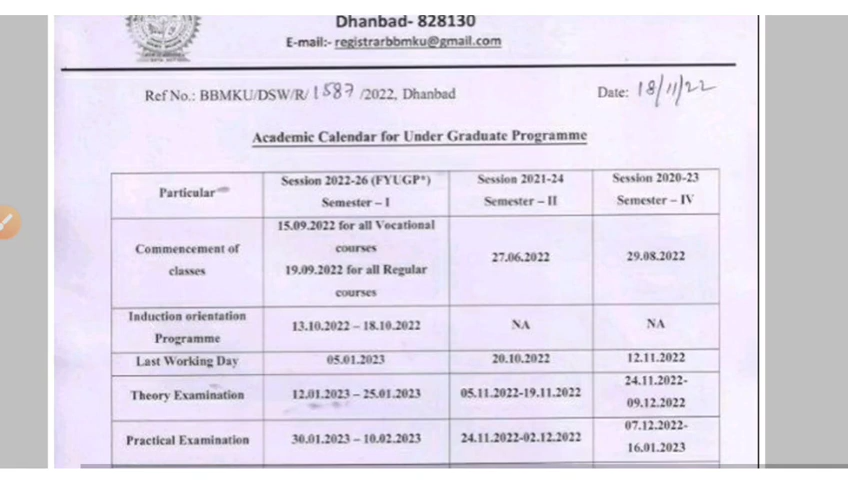 Dhanbad- 828130
E-mail:- registrarbbmku@gmail.com
Ref No.: BBMKU/DSW/R/ 1587 /2022, Dhanbad
Date: 18/11/22
Academic Calendar for Under Graduate Programme
Particular
Session 2022-26 (FYUGP*)
Semester – I
Session 2021-24
Semester – II
Session 2020-23
Semester – IV
Commencement of
classes
15.09.2022 for all Vocational
courses
19.09.2022 for all Regular
courses
27.06.2022
29.08.2022
Induction orientation
Programme
13.10.2022 – 18.10.2022
NA
NA
Last Working Day
05.01.2023
20.10.2022
12.11.2022
Theory Examination
12.01.2023 – 25.01.2023
05.11.2022-19.11.2022
24.11.2022-
09.12.2022
Practical Examination
30.01.2023 – 10.02.2023
24.11.2022-02.12.2022
07.12.2022-
16.01.2023